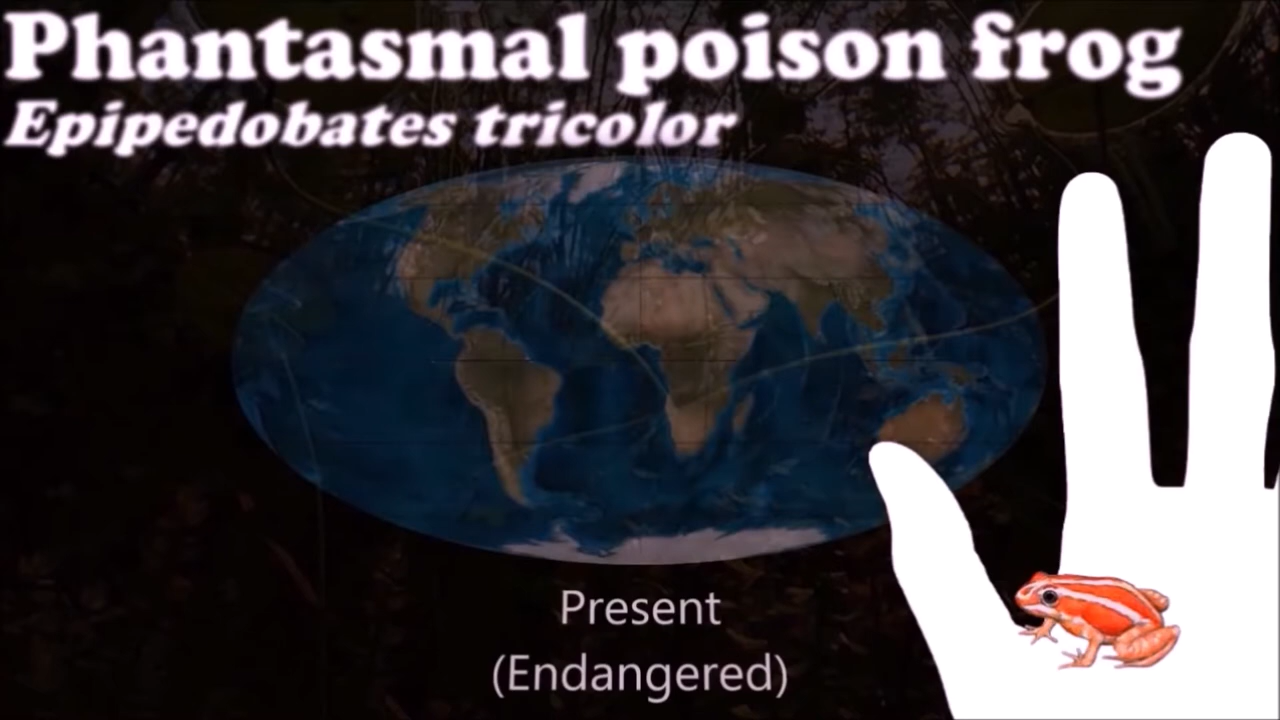 Phantasmal poison frog
Epipedobates tricolor
Present
(Endangered)